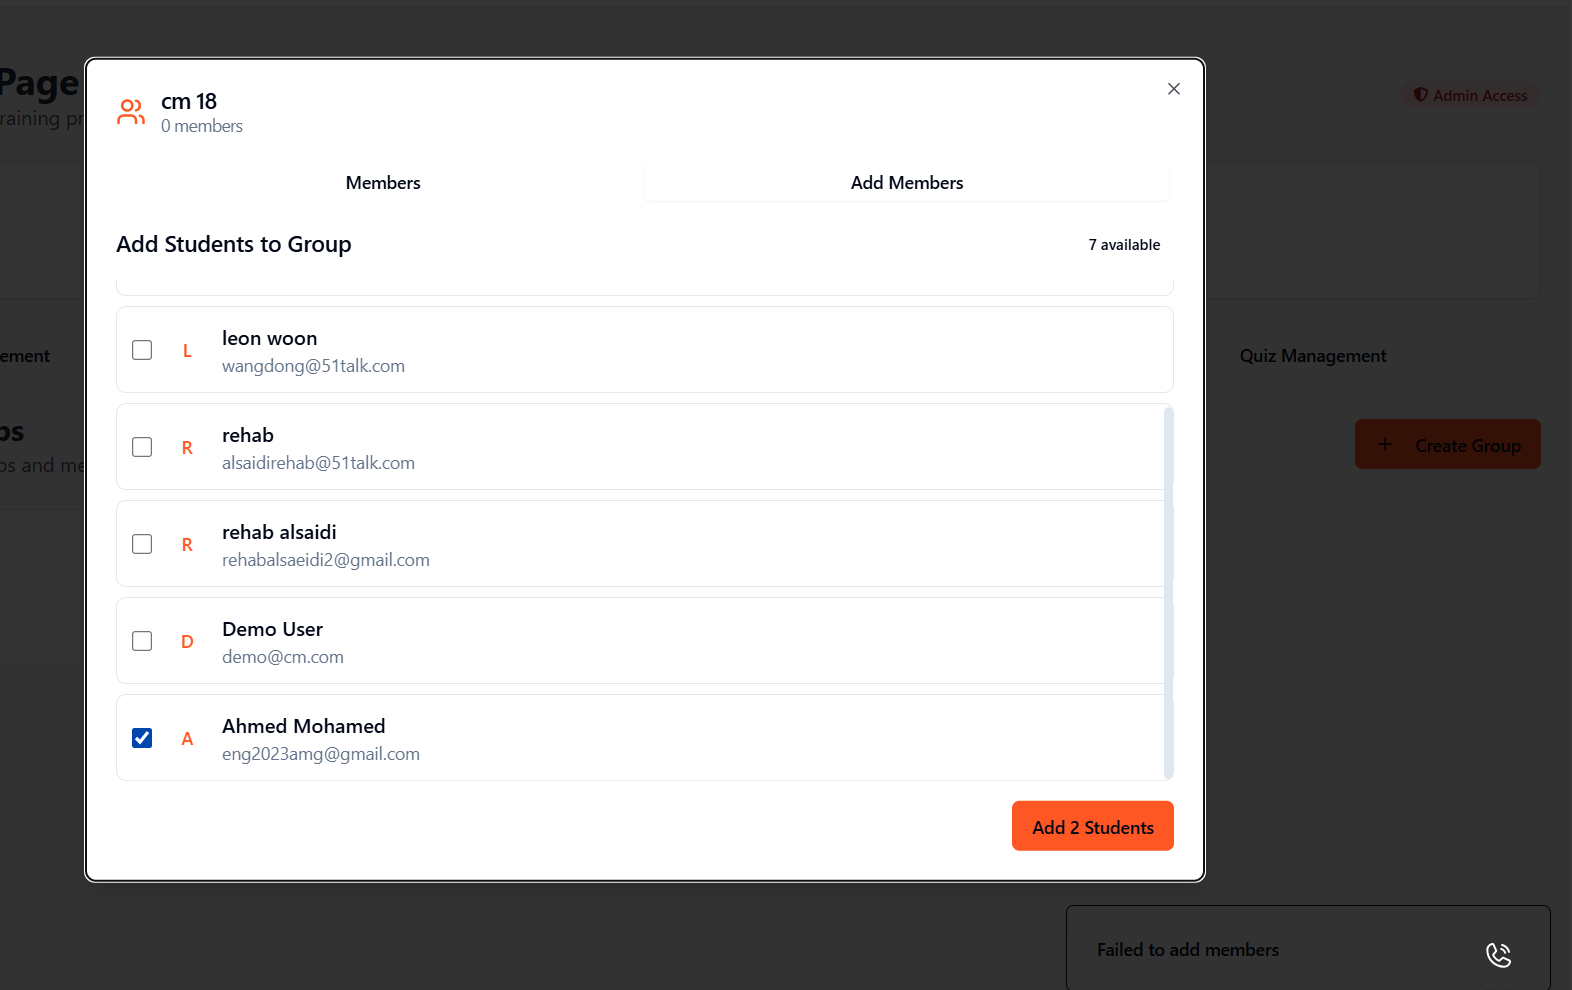 Page
Admin Access
raining pr
cm 18
0 members
Members
Add Members
Add Students to Group
7 available
L
leon woon
wangdong@51talk.com
ement
Quiz Management
R
rehab
alsaidirehab@51talk.com
ps
os and me
+ Create Group
R
rehab alsaidi
rehabalsaeidi2@gmail.com
D
Demo User
demo@cm.com
A
Ahmed Mohamed
eng2023amg@gmail.com
Add 2 Students
Failed to add members